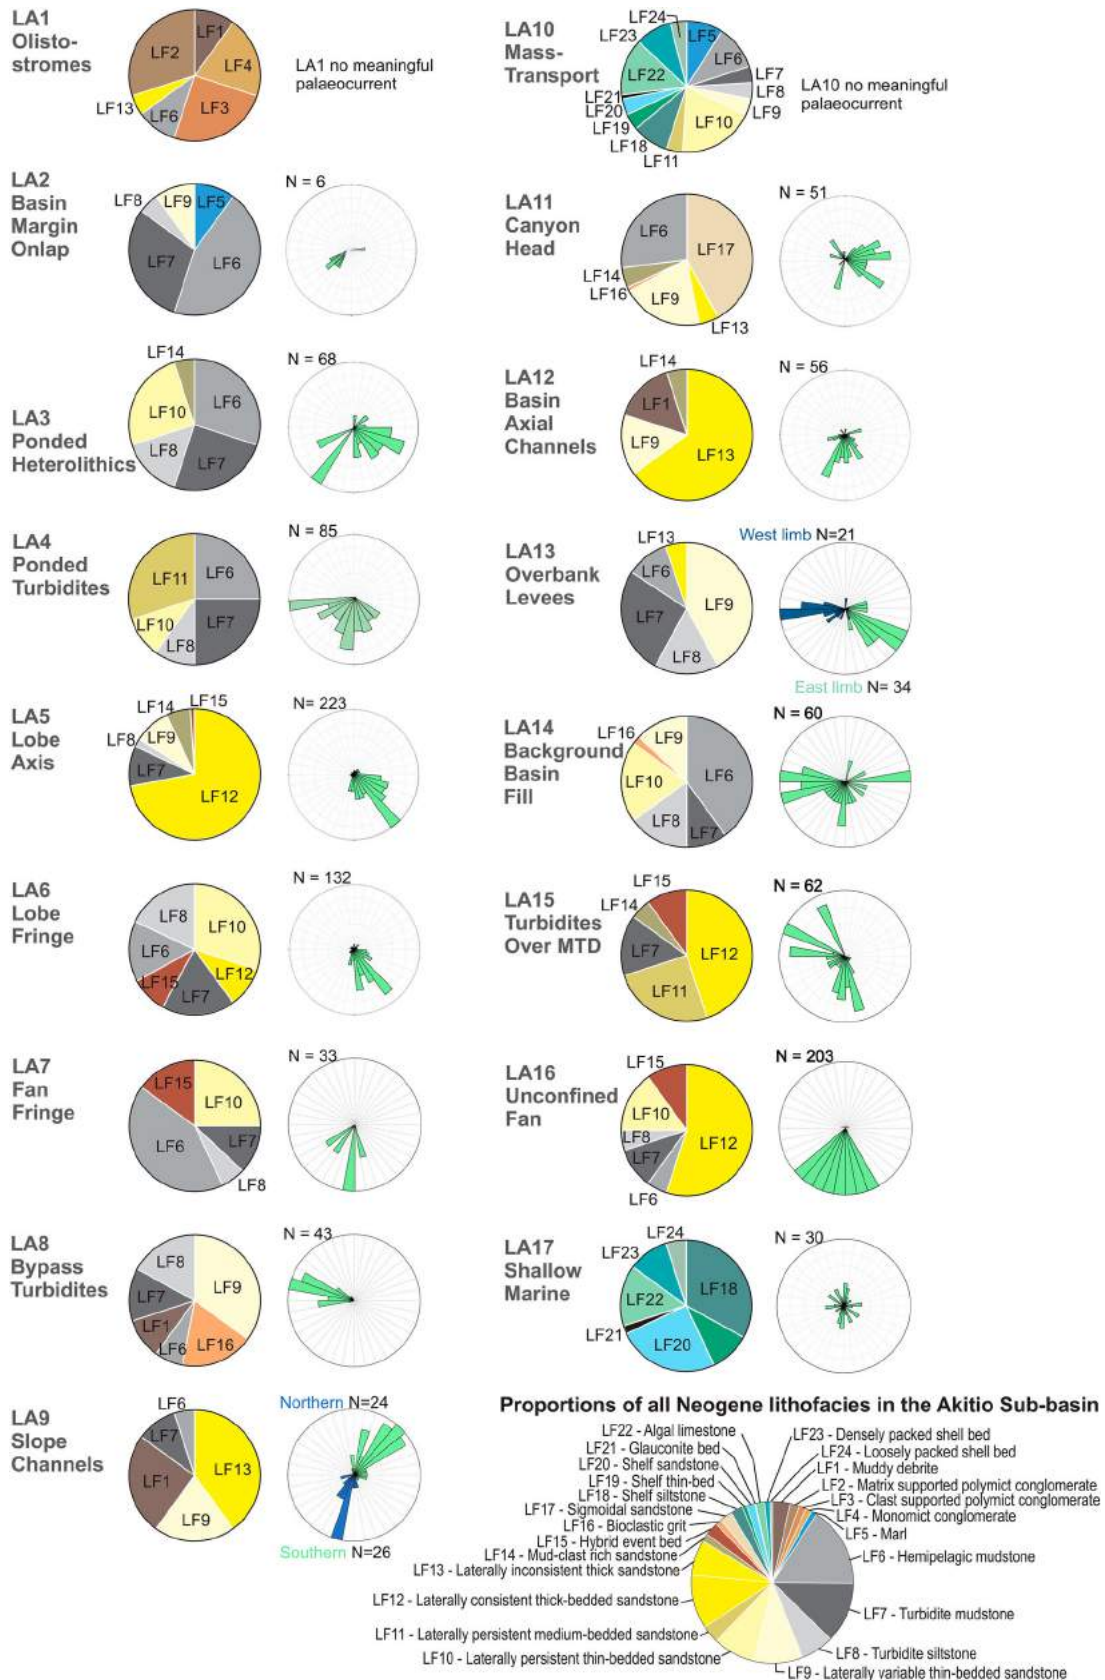 LA1
Olisto-
stromes
LF1
LF2
LF4
LF3
LF6
LF13
LA1 no meaningful
palaeocurrent
LA10
Mass-
Transport
LF24
LF5
LF23
LF6
LF7
LF22
LF8
LF21
LF9
LF20
LF10
LF19
LF18
LF11
LA10 no meaningful
palaeocurrent
LA2
Basin
Margin
Onlap
LF8
LF9
LF5
LF7
LF6
N = 6
LA11
Canyon
Head
LF6
LF17
LF14
LF16
LF9
LF13
N = 51
LA3
Ponded
Heterolithics
LF14
LF10
LF6
LF8
LF7
N = 68
LA12
Basin
Axial
Channels
LF14
LF1
LF9
LF13
N = 56
LA4
Ponded
Turbidites
LF11
LF6
LF10
LF7
LF8
N = 85
LA13
Overbank
Levees
LF13
LF6
LF9
LF7
LF8
West limb N=21
East limb N= 34
LA5
Lobe
Axis
LF14
LF15
LF8
LF9
LF7
LF12
N= 223
LA14
Background
Basin
Fill
LF16
LF9
LF10
LF6
LF8
LF7
N = 60
LA6
Lobe
Fringe
LF8
LF10
LF6
LF12
LF15
LF7
N = 132
LA15
Turbidites
Over MTD
LF15
LF14
LF7
LF12
LF11
N = 62
LA7
Fan
Fringe
LF15
LF10
LF6
LF7
LF8
N = 33
LA16
Unconfined
Fan
LF15
LF10
LF8
LF12
LF7
LF6
N = 203
LA8
Bypass
Turbidites
LF8
LF9
LF7
LF1
LF6
LF16
N = 43
LA17
Shallow
Marine
LF24
LF23
LF18
LF22
LF21
LF20
N = 30
LA9
Slope
Channels
LF6
LF7
LF13
LF1
LF9
Northern N=24
Southern N=26
Proportions of all Neogene lithofacies in the Akitio Sub-basin
LF22 - Algal limestone
LF21 - Glauconite bed
LF20 - Shelf sandstone
LF19 - Shelf thin-bed
LF18 - Shelf siltstone
LF17 - Sigmoidal sandstone
LF16 - Bioclastic grit
LF15 - Hybrid event bed
LF14 - Mud-clast rich sandstone
LF13 - Laterally inconsistent thick sandstone
LF12 - Laterally consistent thick-bedded sandstone
LF11 - Laterally persistent medium-bedded sandstone
LF10 - Laterally persistent thin-bedded sandstone
LF23 - Densely packed shell bed
LF24 - Loosely packed shell bed
LF1 - Muddy debrite
LF2 - Matrix supported polymict conglomerate
LF3 - Clast supported polymict conglomerate
LF4 - Monomict conglomerate
LF5 - Marl
LF6 - Hemipelagic mudstone
LF7 - Turbidite mudstone
LF8 - Turbidite siltstone
LF9 - Laterally variable thin-bedded sandstone